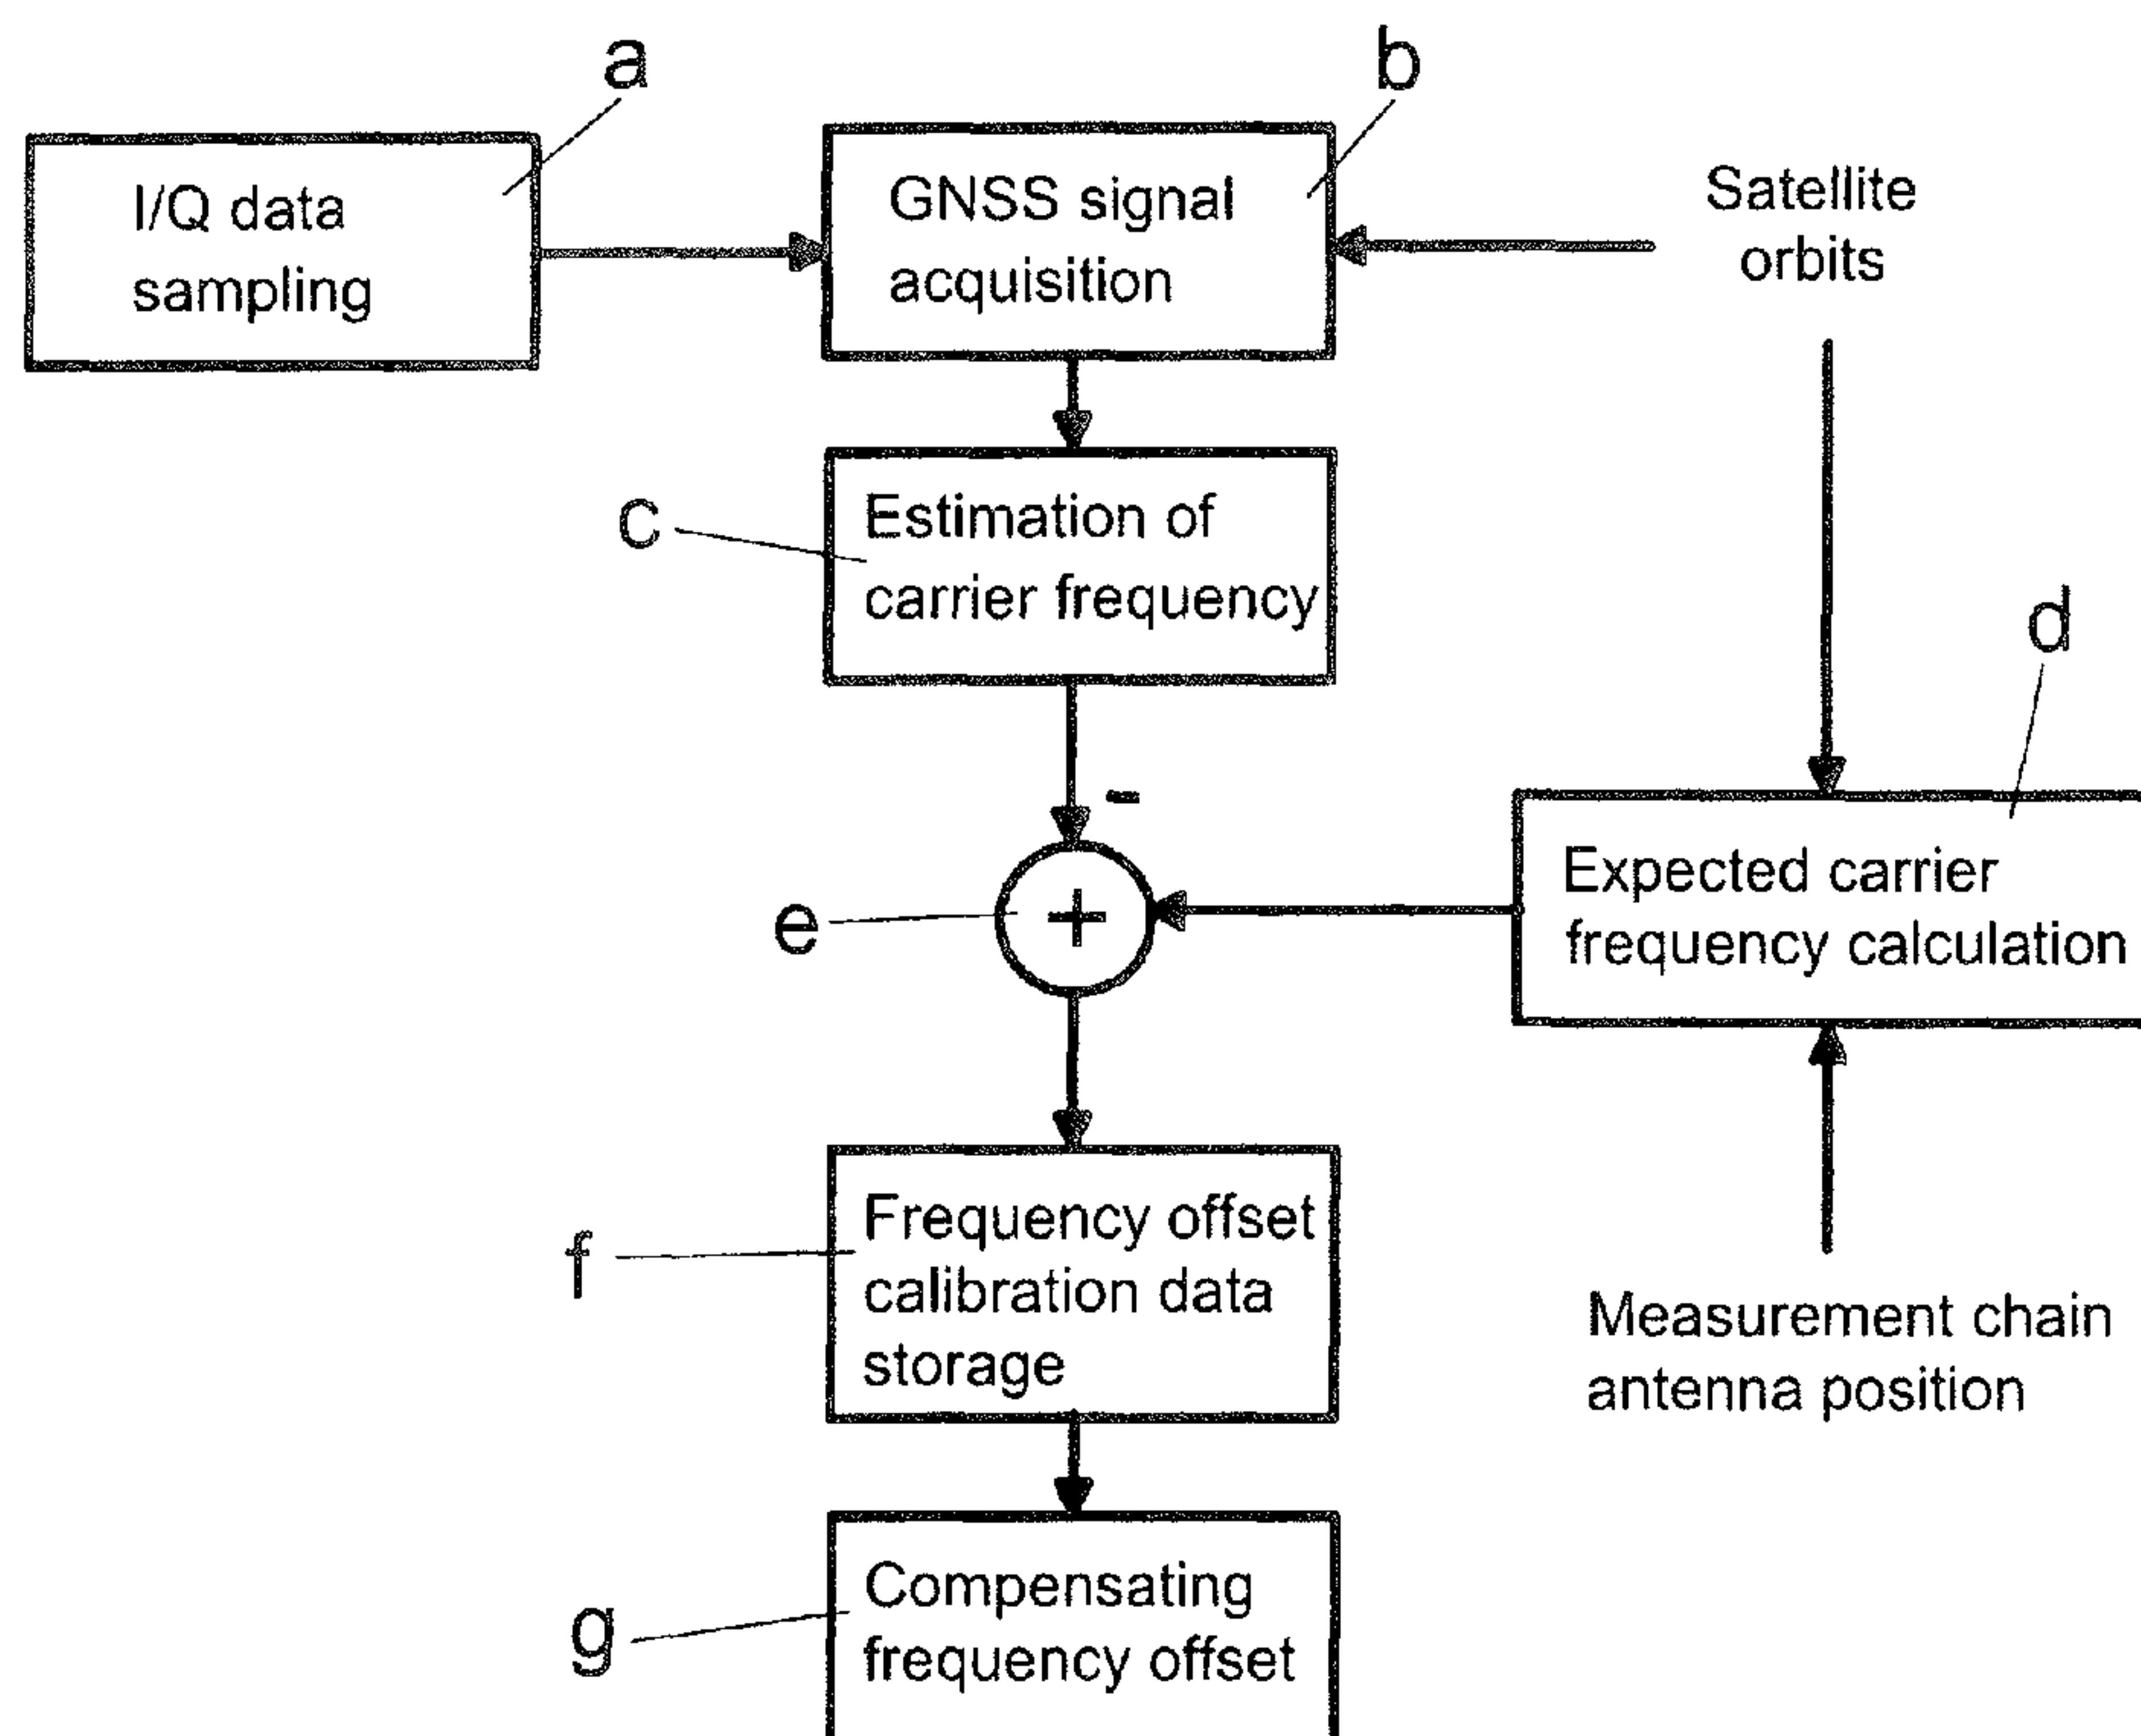 a
b
I/Q data
sampling
GNSS signal
acquisition
Satellite
orbits
c
Estimation of
carrier frequency
d
-
Expected carrier
frequency calculation
e
+
f
Frequency offset
calibration data
storage
Measurement chain
antenna position
g
Compensating
frequency offset